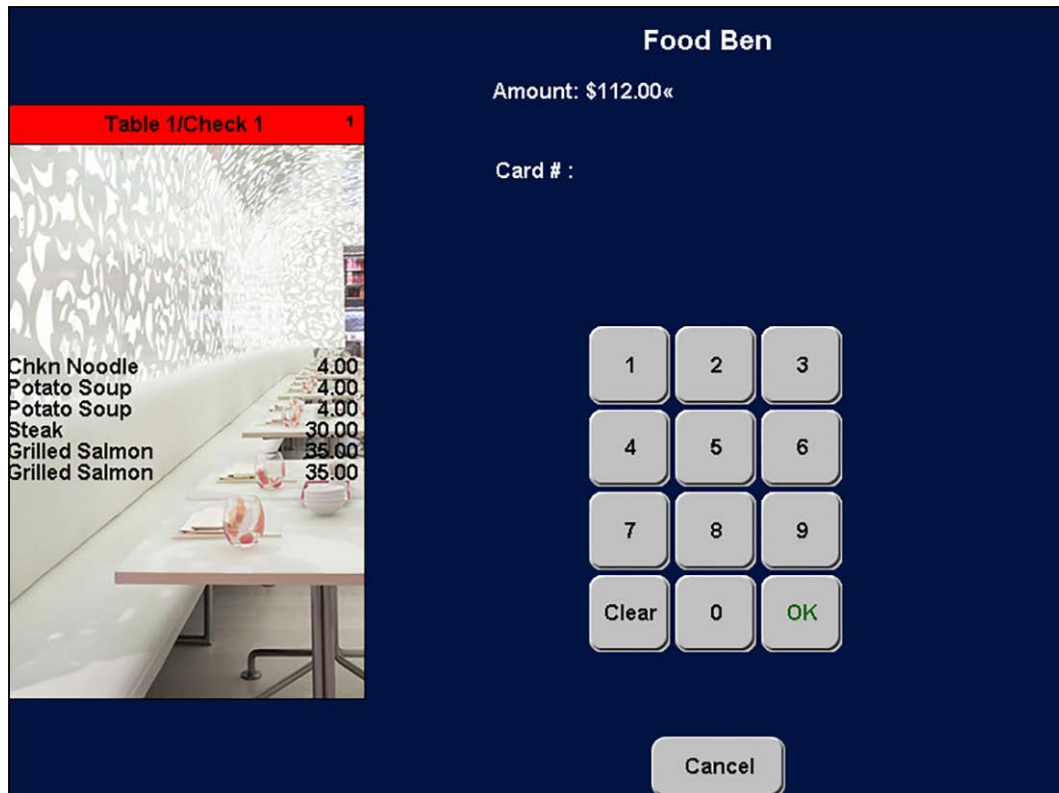 Food Ben
Amount: $112.00«
Table 1/Check 1 1
Card # :
Chkn Noodle 4.00
Potato Soup 4.00
Potato Soup 4.00
Steak 30.00
Grilled Salmon 35.00
Grilled Salmon 35.00
1 2 3
4 5 6
7 8 9
Clear 0 OK
Cancel